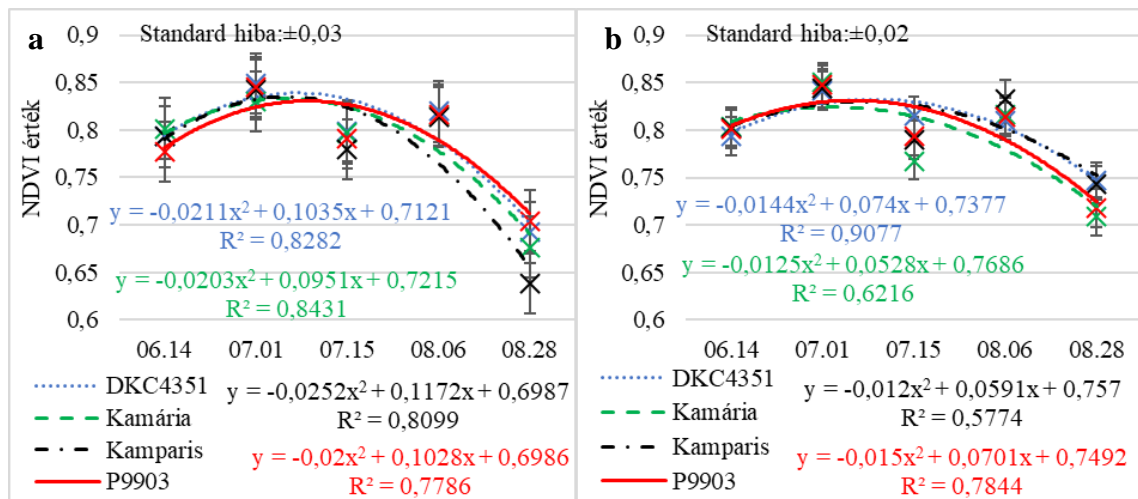 a
Standard hiba:±0,03
NDVI érték
0,9
0,85
0,8
0,75
0,7
0,65
0,6
y = -0,0211x² + 0,1035x + 0,7121
R² = 0,8282
y = -0,0203x² + 0,0951x + 0,7215
R² = 0,8431
06.14 07.01 07.15 08.06 08.28
DKC4351
Kamária
Kamparis
P9903
y = -0,0252x² + 0,1172x + 0,6987
R² = 0,8099
y = -0,02x² + 0,1028x + 0,6986
R² = 0,7786
b
Standard hiba:±0,02
NDVI érték
0,9
0,85
0,8
0,75
0,7
0,65
0,6
y = -0,0144x² + 0,074x + 0,7377
R² = 0,9077
y = -0,0125x² + 0,0528x + 0,7686
R² = 0,6216
06.14 07.01 07.15 08.06 08.28
DKC4351
Kamária
Kamparis
P9903
y = -0,012x² + 0,0591x + 0,757
R² = 0,5774
y = -0,015x² + 0,0701x + 0,7492
R² = 0,7844